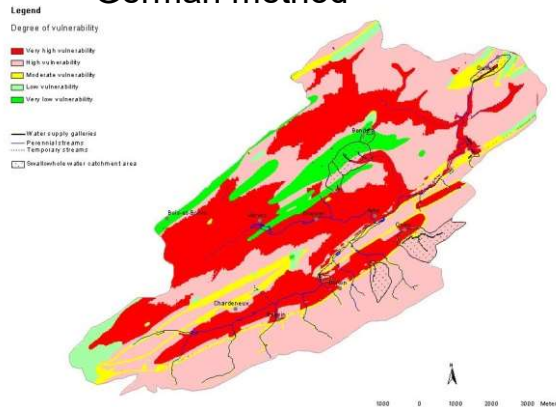 German method
Legend
Degree of vulnerability
Very high vulnerability
High vulnerability
Moderate vulnerability
Low vulnerability
Very low vulnerability
Water supply galleries
Perennial streams
Temporary streams
Swallowhole water catchment area
Chardeneux
N
1000 0 1000 2000 3000 Meter